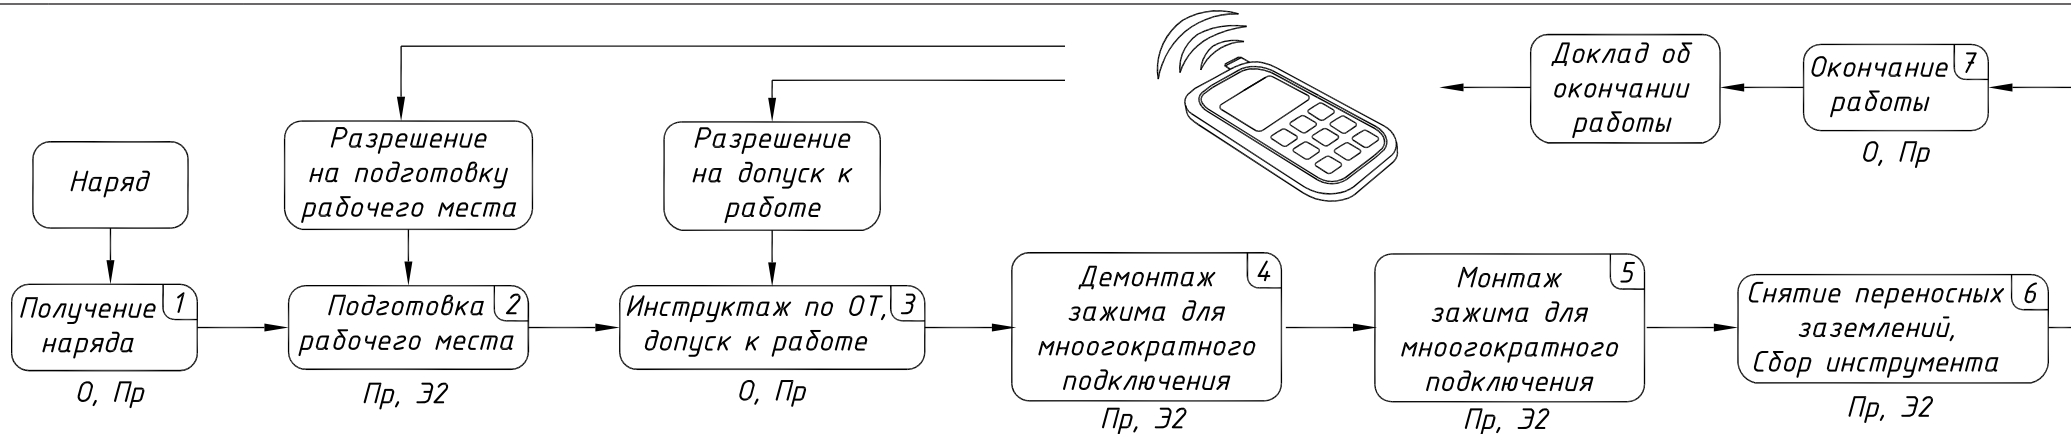 Наряд
Получение 1
наряда
О, Пр
Разрешение
на подготовку
рабочего места
Подготовка 2
рабочего места
Пр, Э2
Разрешение
на допуск к
работе
Инструктаж по ОТ, 3
допуск к работе
О, Пр
Демонтаж 4
зажима для
мноогократного
подключения
Пр, Э2
Монтаж 5
зажима для
мноогократного
подключения
Пр, Э2
Снятие переносных 6
заземлений,
Сбор инструмента
Пр, Э2
Окончание 7
работы
О, Пр
Доклад об
окончании
работы